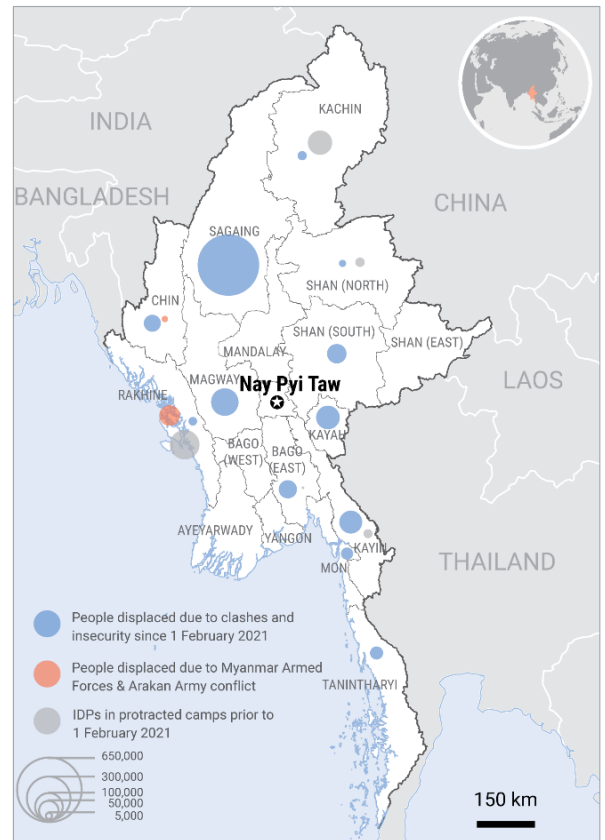 KACHIN
INDIA
BANGLADESH
CHINA
SAGAING
SHAN (NORTH)
CHIN
SHAN (SOUTH)
SHAN (EAST)
MANDALAY
LAOS
MAGWAY
Nay Pyi Taw
RAKHINE
KAYAH
BAGO
(WEST)
BAGO
(EAST)
AYEYARWADY
YANGON
KAYIN
MON
THAILAND
People displaced due to clashes and
insecurity since 1 February 2021
People displaced due to Myanmar Armed
Forces & Arakan Army conflict
TANINTHARYI
IDPs in protracted camps prior to
1 February 2021
650,000
300,000
100,000
50,000
5,000
150 km